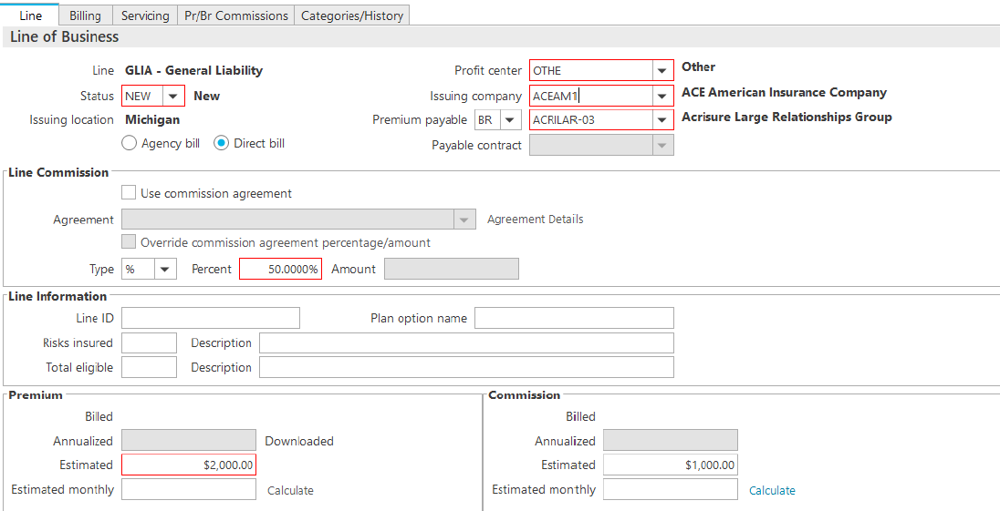 Line Billing Servicing Pr/Br Commissions Categories/History
Line of Business
Line GLIA - General Liability Profit center OTHE Other
Status NEW New Issuing company ACEAM1 ACE American Insurance Company
Issuing location Michigan Premium payable BR ACRILAR-03 Acrisure Large Relationships Group
Agency bill Direct bill Payable contract
Line Commission
Use commission agreement
Agreement Agreement Details
Override commission agreement percentage/amount
Type % Percent 50.0000% Amount
Line Information
Line ID Plan option name
Risks insured Description
Total eligible Description
Premium Commission
Billed Billed
Annualized Downloaded Annualized
Estimated $2,000.00 Estimated $1,000.00
Estimated monthly Calculate Estimated monthly Calculate